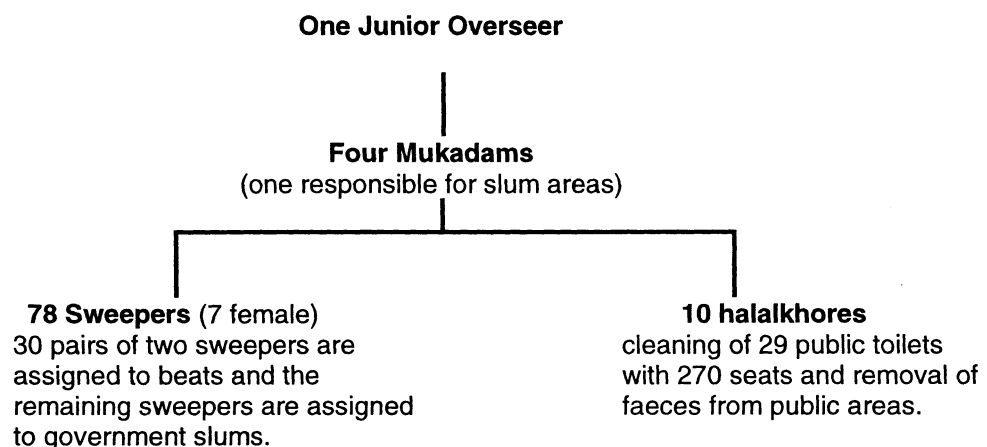 One Junior Overseer
Four Mukadams
(one responsible for slum areas)
78 Sweepers (7 female)
30 pairs of two sweepers are
assigned to beats and the
remaining sweepers are assigned
to government slums.
10 halalkhores
cleaning of 29 public toilets
with 270 seats and removal of
faeces from public areas.